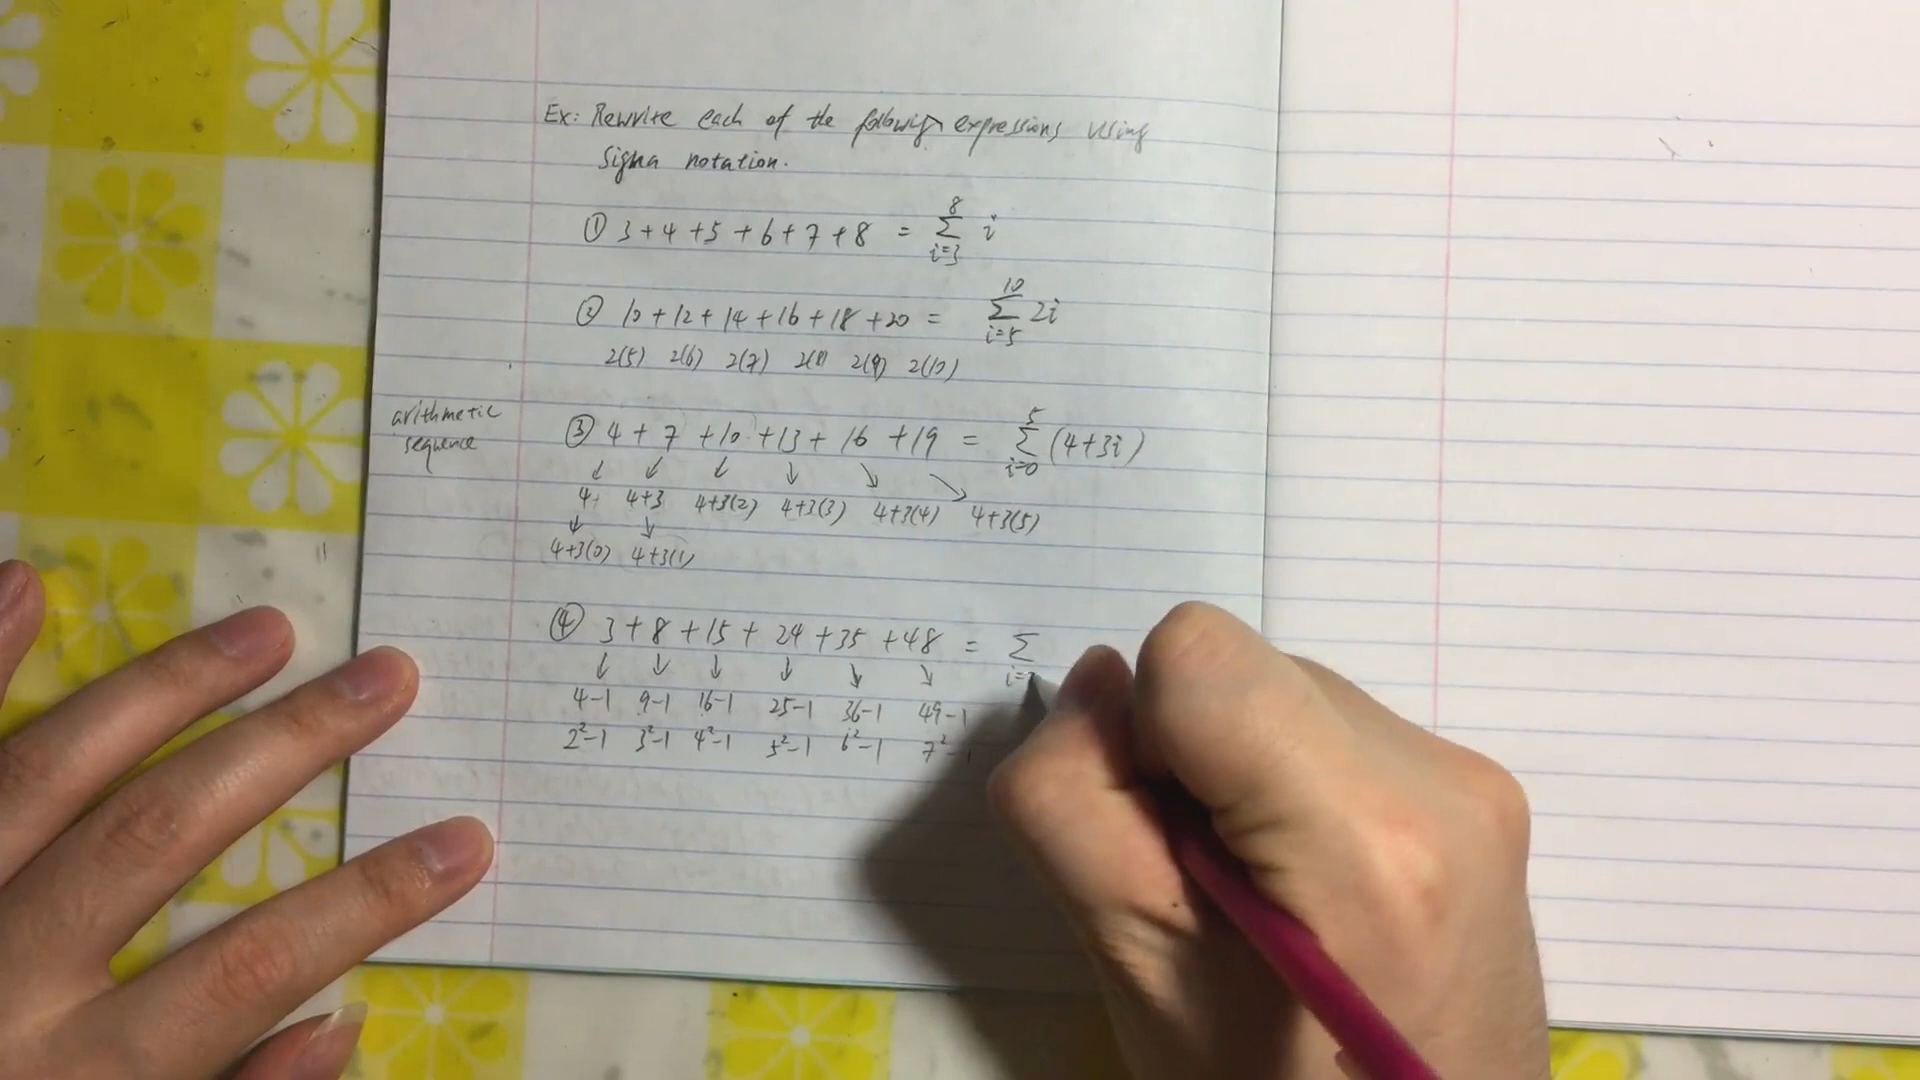 Ex: Rewrite each of the following expressions using
Sigma notation.
① 3+4+5+6+7+8 = 8 ∑ i=3 i
② 10+12+14+16+18+20 = 10 ∑ i=5 2i
2(5) 2(6) 2(7) 2(8) 2(9) 2(10)
arithmetic
sequence
③ 4+7+10+13+16+19 = 5 ∑ i=0 (4+3i)
↓ ↓ ↓ ↓ ↘ ↘
4+ 4+3 4+3(2) 4+3(3) 4+3(4) 4+3(5)
↓ ↓
4+3(0) 4+3(1)
④ 3+8+15+24+35+48 = ∑ i=
↓ ↓ ↓ ↓ ↘ ↘
4-1 9-1 16-1 25-1 36-1 49-1
2²-1 3²-1 4²-1 5²-1 6²-1 7²-1